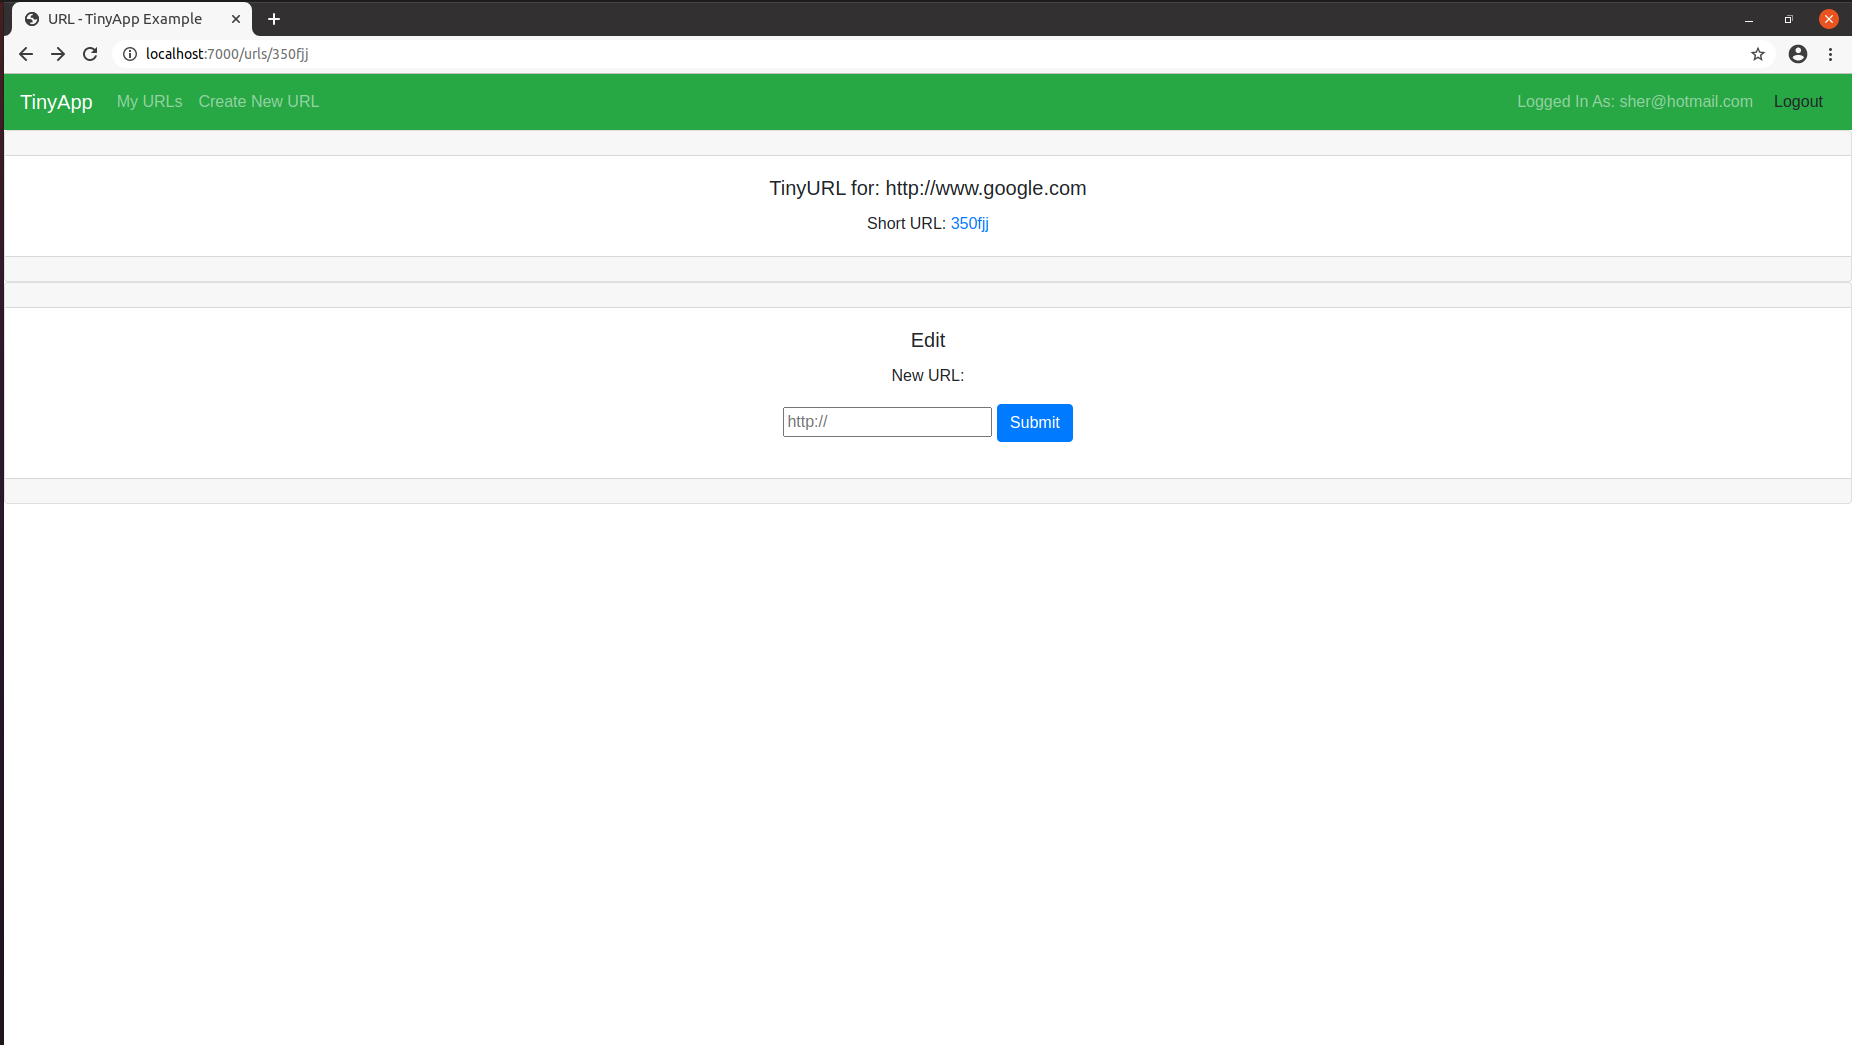 URL - TinyApp Example
localhost:7000/urls/350fjj
TinyApp My URLs Create New URL Logged In As: sher@hotmail.com Logout
TinyURL for: http://www.google.com
Short URL: 350fjj
Edit
New URL:
http:// Submit